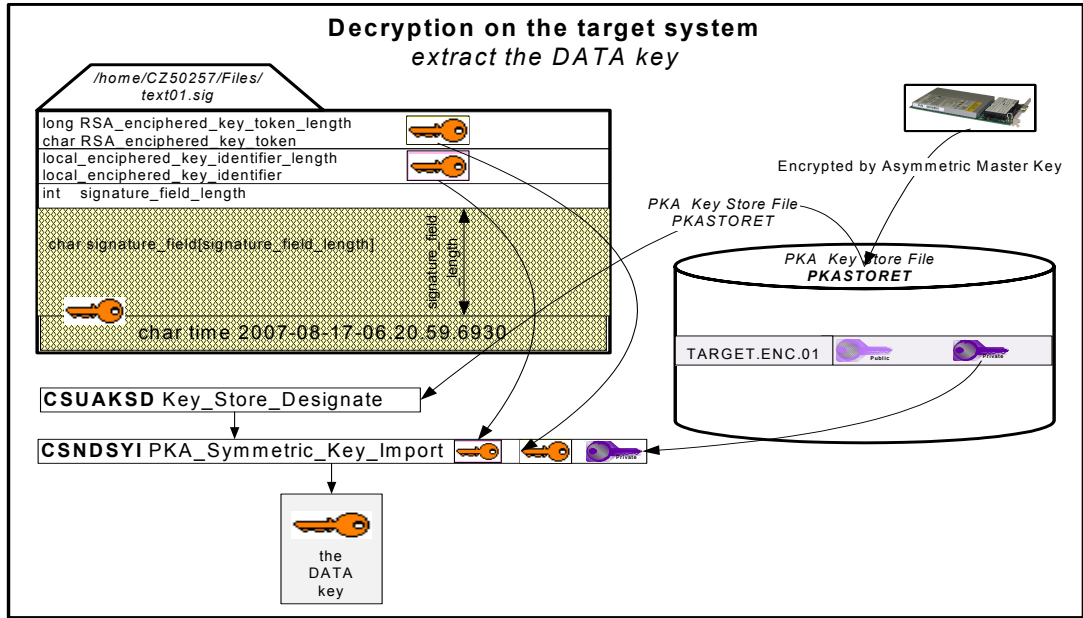 Decryption on the target system
extract the DATA key
/home/CZ50257/Files/
text01.sig
long RSA_enciphered_key_token_length
char RSA_enciphered_key_token
local_enciphered_key_identifier_length
local_enciphered_key_identifier
int signature_field_length
char signature_field[signature_field_length]
signature_field
_length
char time 2007-08-17-06.20.59.6930
Encrypted by Asymmetric Master Key
PKA Key Store File
PKASTORET
PKA Key Store File
PKASTORET
TARGET.ENC.01
Public
Private
CSUAKSD Key_Store_Designate
CSNDSYI PKA_Symmetric_Key_Import
Private
the
DATA
key